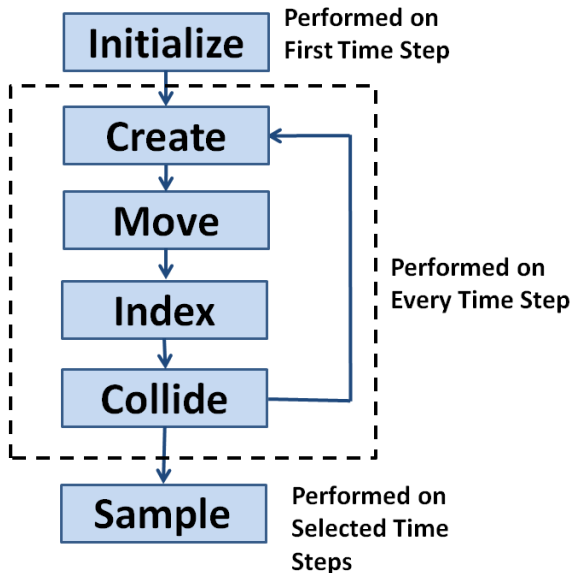 Initialize
Performed on
First Time Step
Create
Move
Index
Performed on
Every Time Step
Collide
Sample
Performed on
Selected Time
Steps